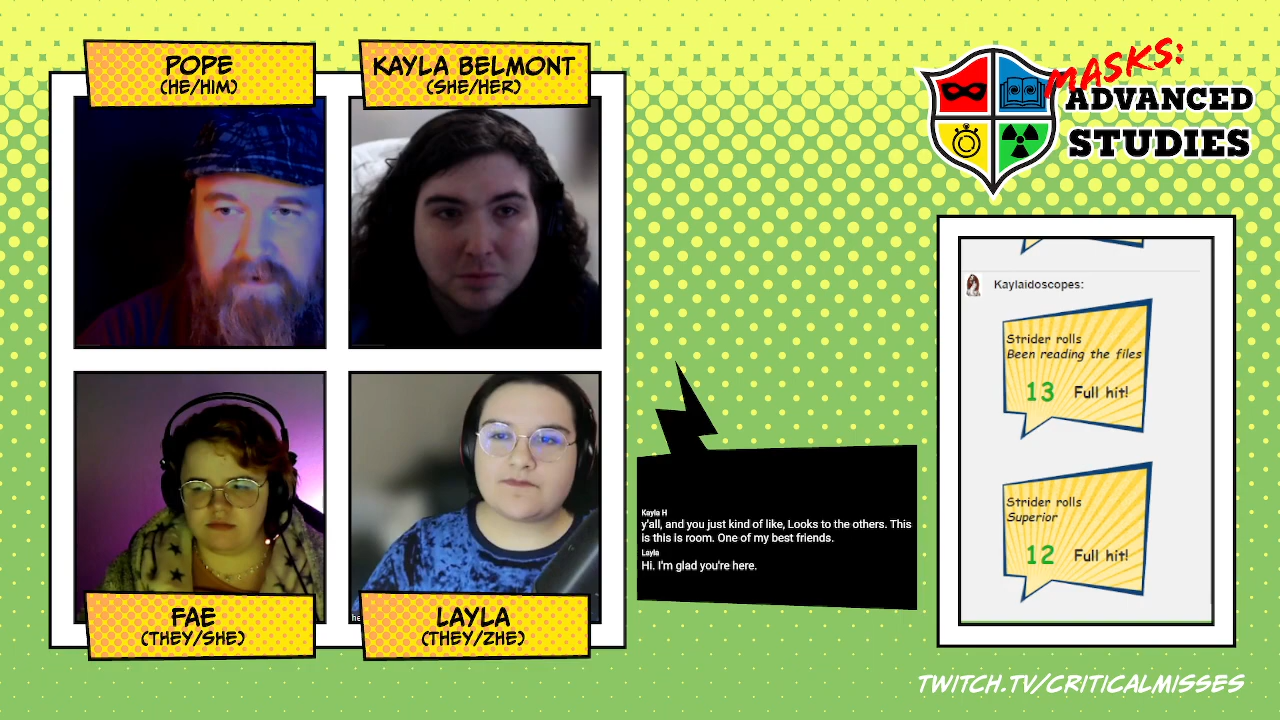 POPE
(HE/HIM)
KAYLA BELMONT
(SHE/HER)
MASKS:
ADVANCED
STUDIES
Kaylaidoscopes:
Strider rolls
Been reading the files
13 Full hit!
Strider rolls
Superior
12 Full hit!
Kayla H
y'all, and you just kind of like, Looks to the others. This
is this is room. One of my best friends.
Layla
Hi. I'm glad you're here.
FAE
(THEY/SHE)
he
LAYLA
(THEY/ZHE)
TWITCH.TV/CRITICALMISSES